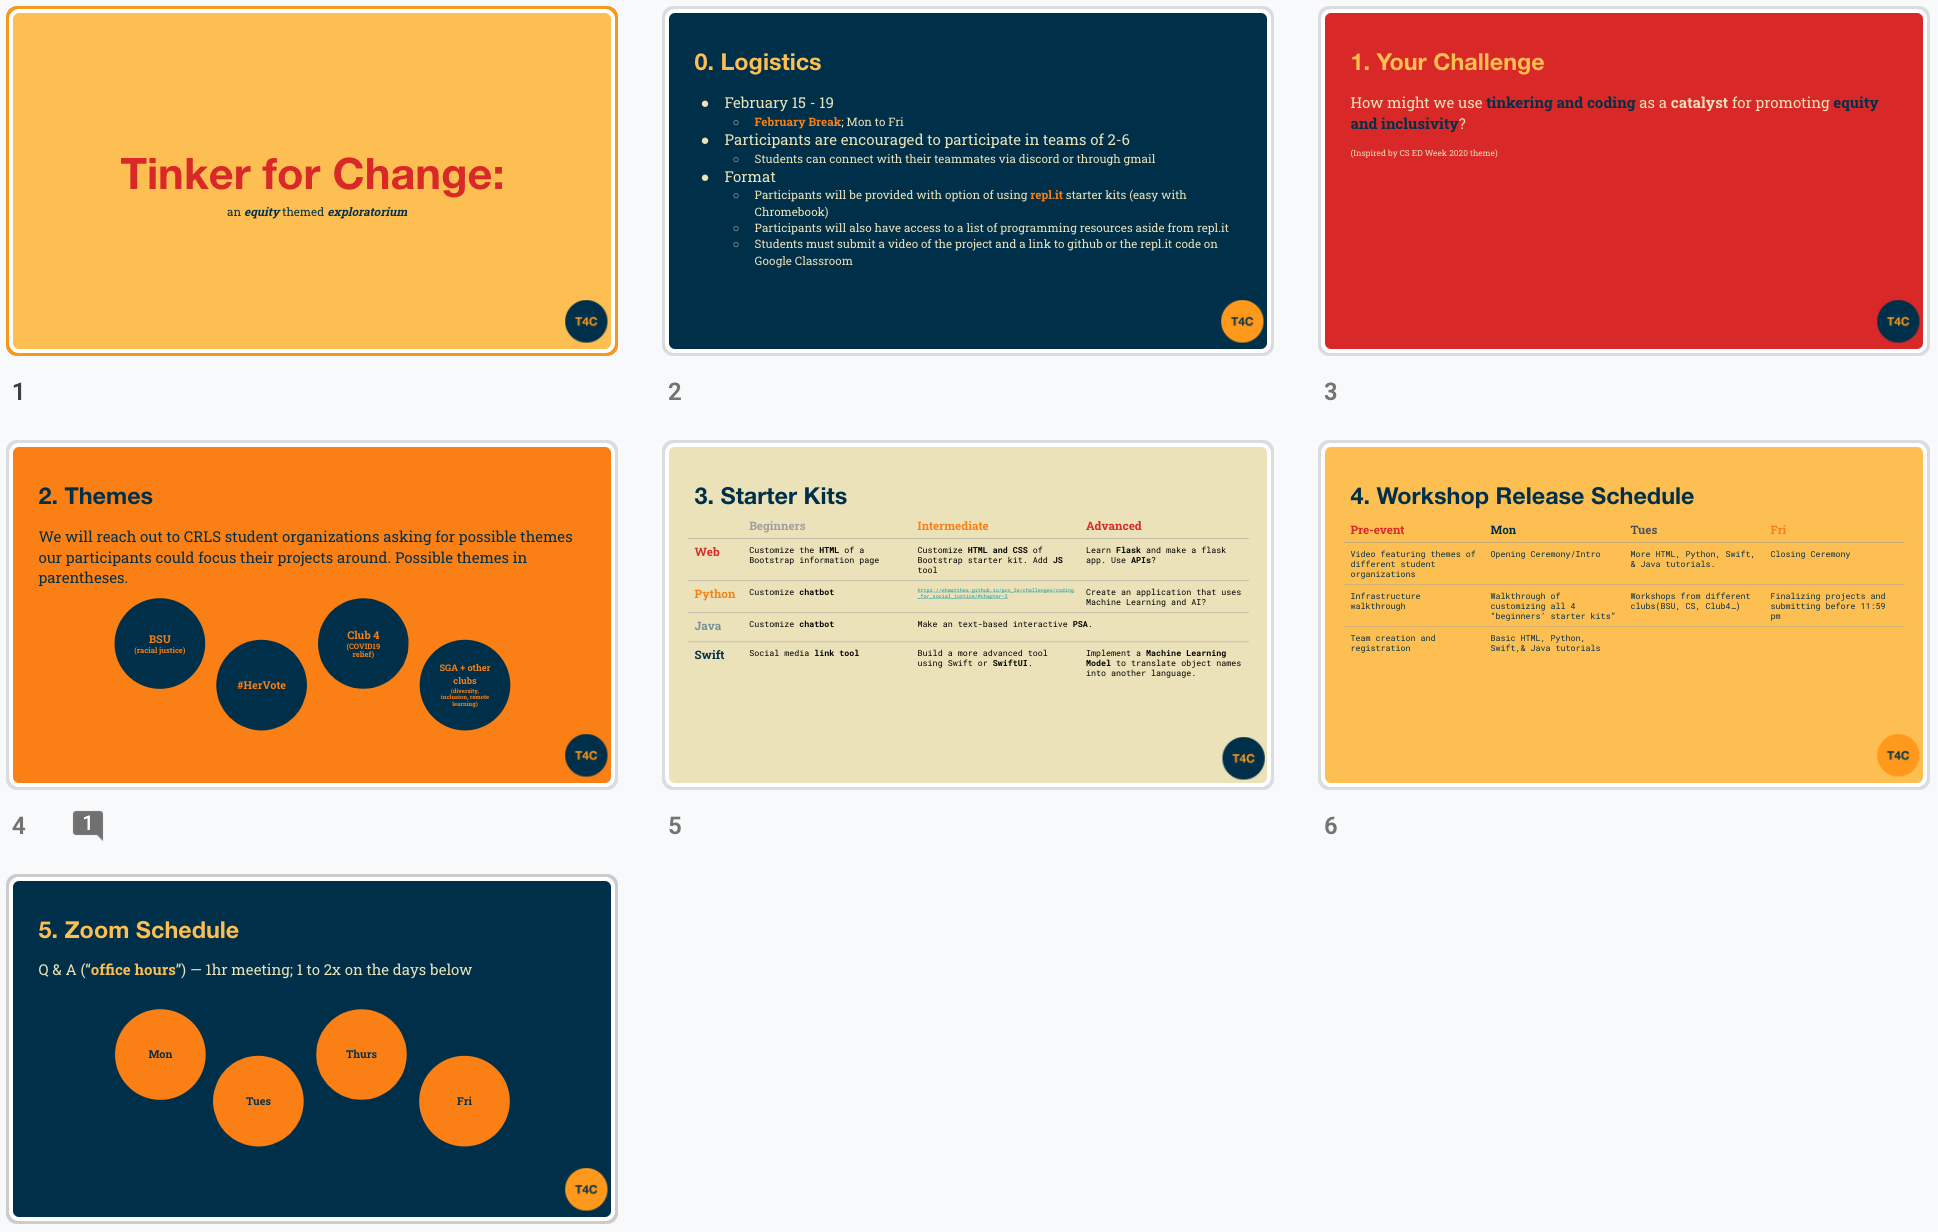 Tinker for Change:
an equity themed exploratorium
T4C
1
0. Logistics
● February 15 - 19
○ February Break; Mon to Fri
● Participants are encouraged to participate in teams of 2-6
○ Students can connect with their teammates via discord or through gmail
● Format
○ Participants will be provided with option of using repl.it starter kits (easy with
Chromebook)
○ Participants will also have access to a list of programming resources aside from repl.it
○ Students must submit a video of the project and a link to github or the repl.it code on
Google Classroom
T4C
2
1. Your Challenge
How might we use tinkering and coding as a catalyst for promoting equity
and inclusivity?
(Inspired by CS ED Week 2020 theme)
T4C
3
2. Themes
We will reach out to CRLS student organizations asking for possible themes
our participants could focus their projects around. Possible themes in
parentheses.
BSU
(racial justice)
#HerVote
Club 4
(COVID19
relief)
SGA + other
clubs
(diversity,
inclusion, remote
learning)
T4C
4
1
3. Starter Kits
Beginners Intermediate Advanced
Web
Customize the HTML of a
Bootstrap information page
Customize HTML and CSS of
Bootstrap starter kit. Add JS
tool
Learn Flask and make a flask
app. Use APIs?
Python
Customize chatbot
https://ehmatthes.github.io/pcc_2e/challenges/coding
_for_social_justice/#chapter-2
Create an application that uses
Machine Learning and AI?
Java
Customize chatbot
Make an text-based interactive PSA.
Swift
Social media link tool
Build a more advanced tool
using Swift or SwiftUI.
Implement a Machine Learning
Model to translate object names
into another language.
T4C
5
4. Workshop Release Schedule
Pre-event Mon Tues Fri
Video featuring themes of
different student
organizations
Opening Ceremony/Intro
More HTML, Python, Swift,
& Java tutorials.
Closing Ceremony
Infrastructure
walkthrough
Walkthrough of
customizing all 4
"beginners' starter kits"
Workshops from different
clubs(BSU, CS, Club4…)
Finalizing projects and
submitting before 11:59
pm
Team creation and
registration
Basic HTML, Python,
Swift,& Java tutorials
T4C
6
5. Zoom Schedule
Q & A (“office hours”) — 1hr meeting; 1 to 2x on the days below
Mon
Tues
Thurs
Fri
T4C